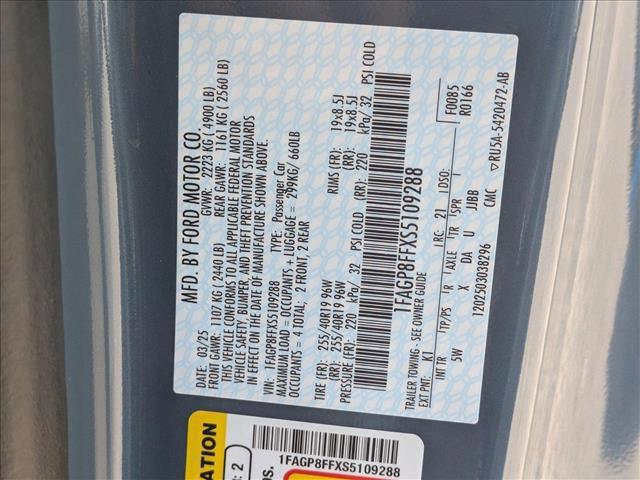 MFD. BY FORD MOTOR CO.
DATE: 03/25 GVWR: 2223 KG ( 4900 LB)
FRONT GAWR: 1107 KG ( 2440 LB) REAR GAWR: 1161 KG ( 2560 LB)
THIS VEHICLE CONFORMS TO ALL APPLICABLE FEDERAL MOTOR
VEHICLE SAFETY, BUMPER, AND THEFT PREVENTION STANDARDS
IN EFFECT ON THE DATE OF MANUFACTURE SHOWN ABOVE.
VIN: 1FAGP8FFXS5109288 TYPE: Passenger Car
MAXIMUM LOAD = OCCUPANTS + LUGGAGE = 299KG/ 660LB
OCCUPANTS = 4 TOTAL; 2 FRONT, 2 REAR
TIRE (FR): 255/40R19 96W RIMS (FR): 19x8.5J
(RR): 255/40R19 96W (RR): 19x8.5J
PRESSURE (FR): 220 kPa/ 32 PSI COLD (RR): 220 kPa/ 32 PSI COLD
1FAGP8FFXS5109288
TRAILER TOWING - SEE OWNER GUIDE
EXT PNT: K1 RC: 21 DSO:
F0085
R0166
INT TR TP/PS R AXLE TR SPR
5W X DA U JJBB
1202503038296 CMC
RU5A-5420472-AB
1FAGP8FFXS5109288